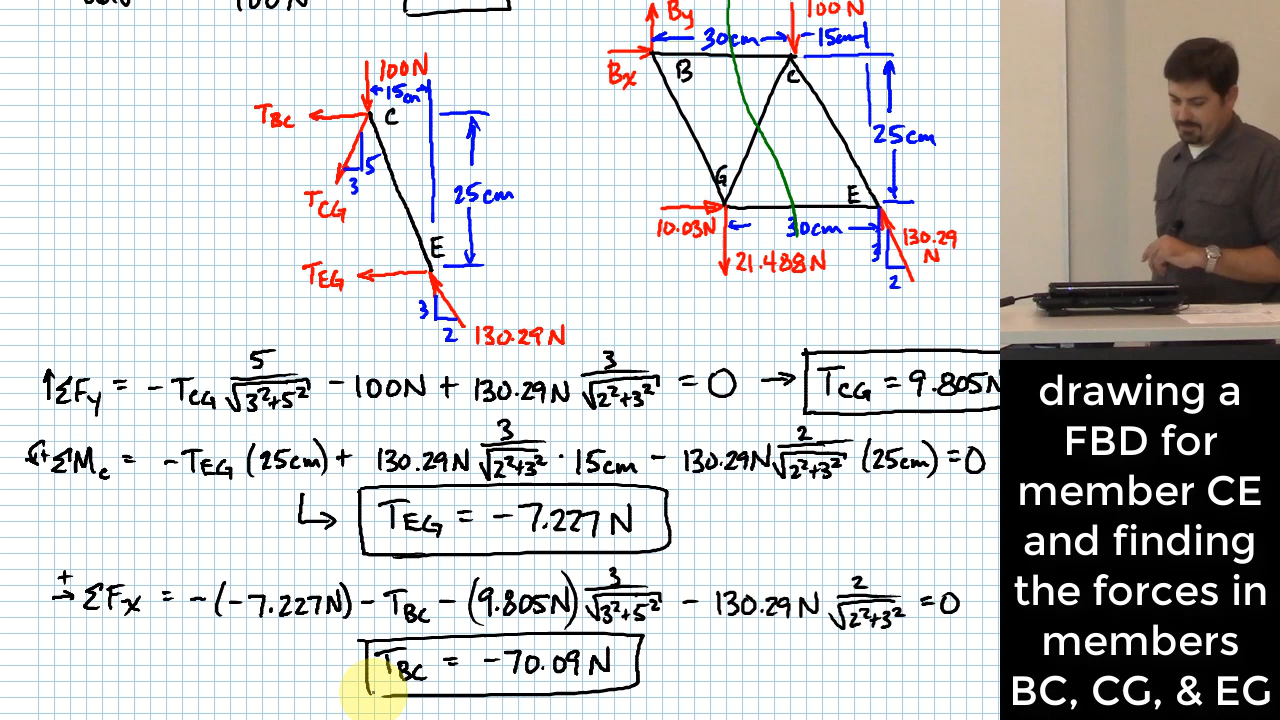 100N
By
100N
30cm
15cm
Bx
B
C
25cm
G
E
10.03N
30cm
3
2
130.29
N
21.488N
100N
15cm
TBC
C
5
3
TCG
25cm
E
TEG
3
2
130.29N
↑ΣFy = -TCG 5/√(3²+5²) - 100N + 130.29N 3/√(2²+3²) = 0 → TCG = 9.805N
+ΣMc = -TEG (25cm) + 130.29N 3/√(2²+3²) · 15cm - 130.29N 2/√(2²+3²) (25cm) = 0
↳ TEG = -7.227N
+→ ΣFx = -(-7.227N) - TBC - (9.805N) 3/√(3²+5²) - 130.29N 2/√(2²+3²) = 0
TBC = -70.09N
drawing a
FBD for
member CE
and finding
the forces in
members
BC, CG, & EG